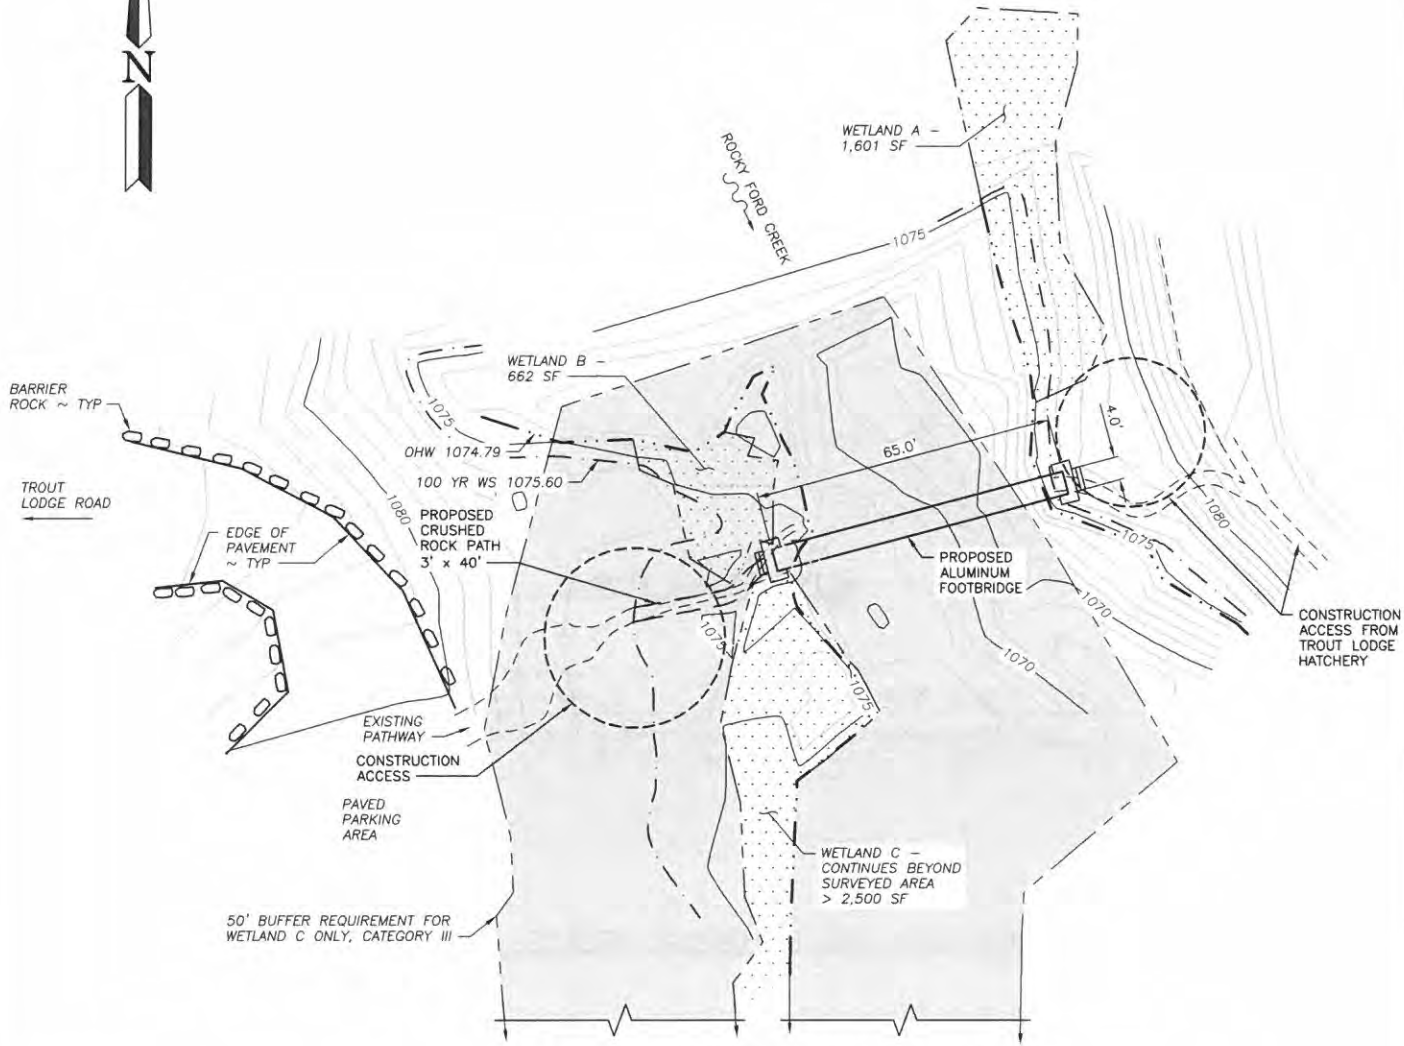 N
WETLAND A -
1,601 SF
ROCKY FORD CREEK
1075
WETLAND B -
662 SF
BARRIER
ROCK ~ TYP
1075
OHW 1074.79
65.0'
4.0'
100 YR WS 1075.60
TROUT
LODGE ROAD
1080
PROPOSED
CRUSHED
ROCK PATH
3' x 40'
EDGE OF
PAVEMENT
~ TYP
1080
1075
PROPOSED
ALUMINUM
FOOTBRIDGE
1070
CONSTRUCTION
ACCESS FROM
TROUT LODGE
HATCHERY
1075
1070
1075
EXISTING
PATHWAY
CONSTRUCTION
ACCESS
PAVED
PARKING
AREA
WETLAND C -
CONTINUES BEYOND
SURVEYED AREA
> 2,500 SF
50' BUFFER REQUIREMENT FOR
WETLAND C ONLY, CATEGORY III